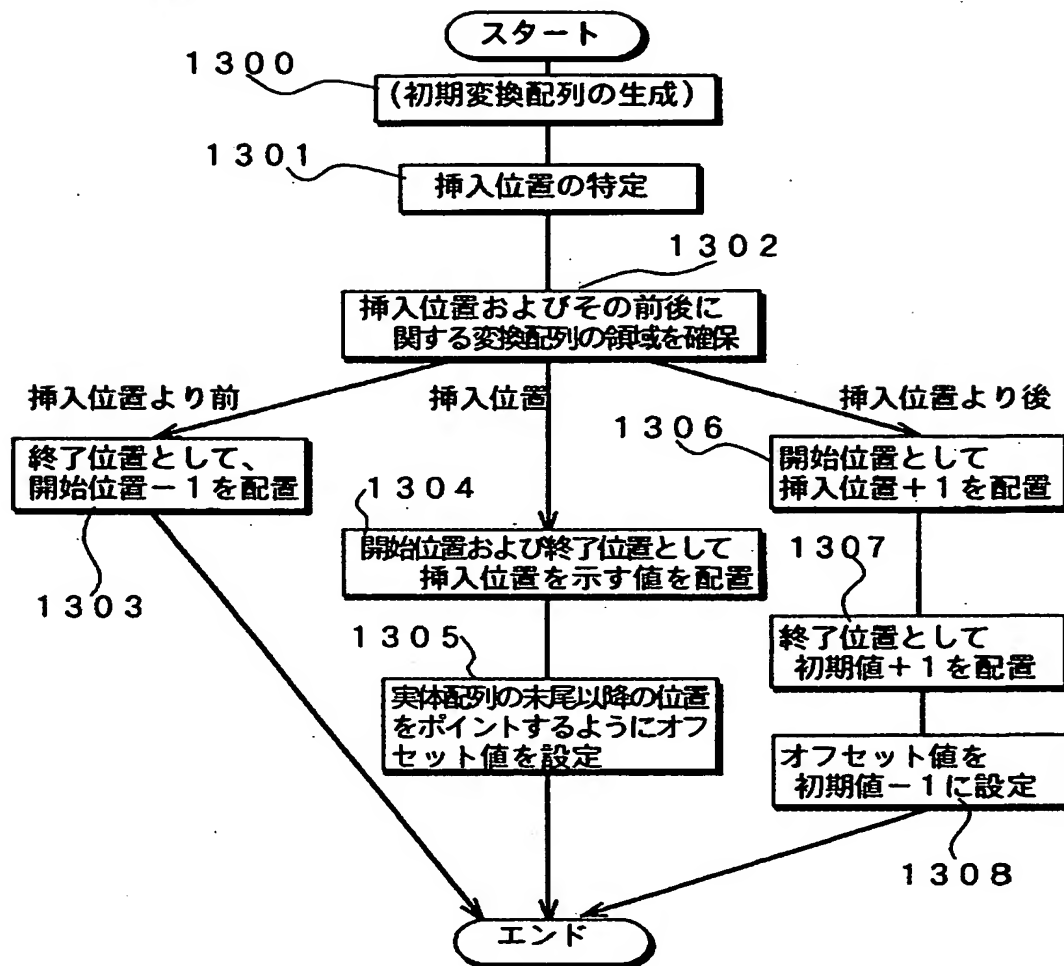 スタート
1300
(初期変換配列の生成)
1301
挿入位置の特定
1302
挿入位置およびその前後に
関する変換配列の領域を確保
挿入位置より前
挿入位置
挿入位置より後
終了位置として、
開始位置－1を配置
1303
1304
開始位置および終了位置として
挿入位置を示す値を配置
1305
実体配列の末尾以降の位置
をポイントするようにオフ
セット値を設定
1306
開始位置として
挿入位置＋1を配置
1307
終了位置として
初期値＋1を配置
オフセット値を
初期値－1に設定
1308
エンド